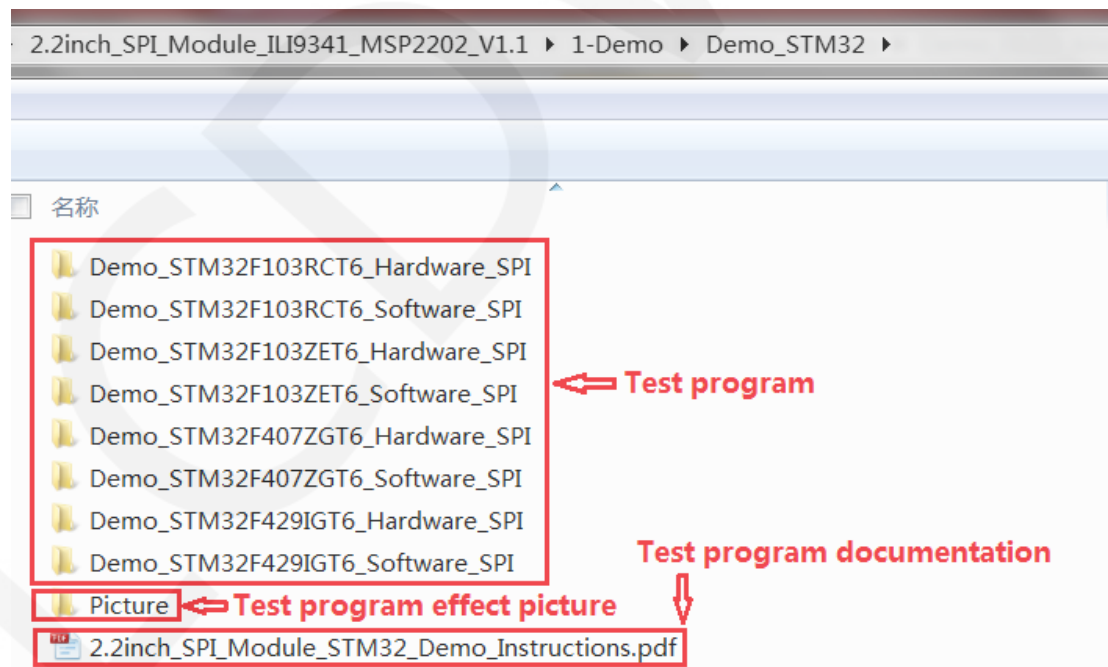 2.2inch_SPI_Module_ILI9341_MSP2202_V1.1 ▸ 1-Demo ▸ Demo_STM32 ▸
名称
Demo_STM32F103RCT6_Hardware_SPI
Demo_STM32F103RCT6_Software_SPI
Demo_STM32F103ZET6_Hardware_SPI
Demo_STM32F103ZET6_Software_SPI
Test program
Demo_STM32F407ZGT6_Hardware_SPI
Demo_STM32F407ZGT6_Software_SPI
Demo_STM32F429IGT6_Hardware_SPI
Demo_STM32F429IGT6_Software_SPI
Test program documentation
Picture
Test program effect picture
2.2inch_SPI_Module_STM32_Demo_Instructions.pdf